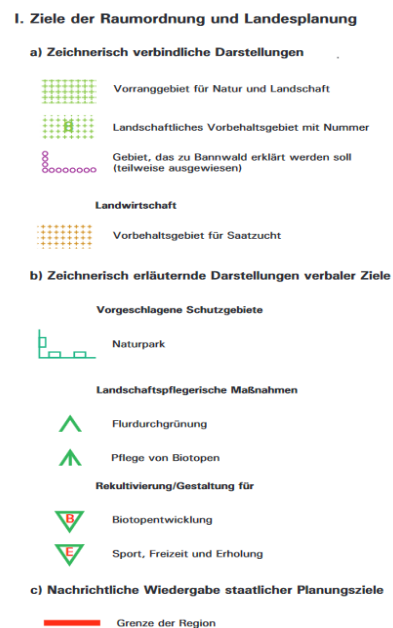 I. Ziele der Raumordnung und Landesplanung
a) Zeichnerisch verbindliche Darstellungen
Vorranggebiet für Natur und Landschaft
8 Landschaftliches Vorbehaltsgebiet mit Nummer
Gebiet, das zu Bannwald erklärt werden soll
(teilweise ausgewiesen)
Landwirtschaft
Vorbehaltsgebiet für Saatzucht
b) Zeichnerisch erläuternde Darstellungen verbaler Ziele
Vorgeschlagene Schutzgebiete
Naturpark
Landschaftspflegerische Maßnahmen
Flurdurchgrünung
Pflege von Biotopen
Rekultivierung/Gestaltung für
B Biotopentwicklung
E Sport, Freizeit und Erholung
c) Nachrichtliche Wiedergabe staatlicher Planungsziele
Grenze der Region